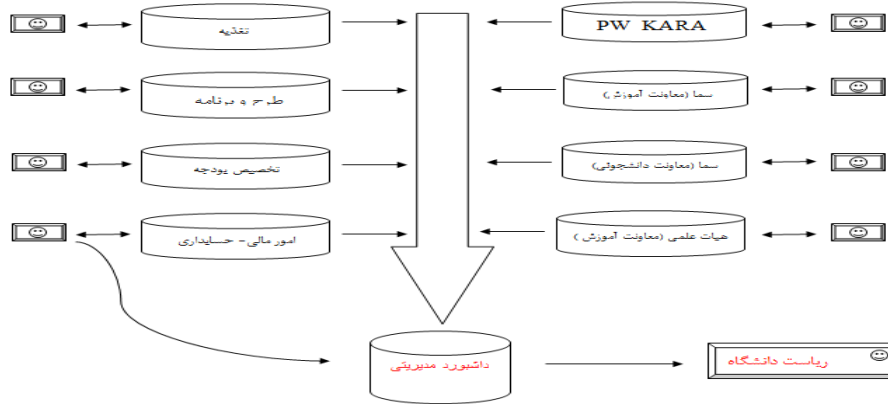 تغذیه
PW KARA
طرح و برنامه
سما (معاونت آموزش)
تخصیص بودجه
سما (معاونت دانشجوئی)
امور مالی- حسابداری
هیات علمی (معاونت آموزش )
داشبورد مدیریتی
ریاست دانشگاه